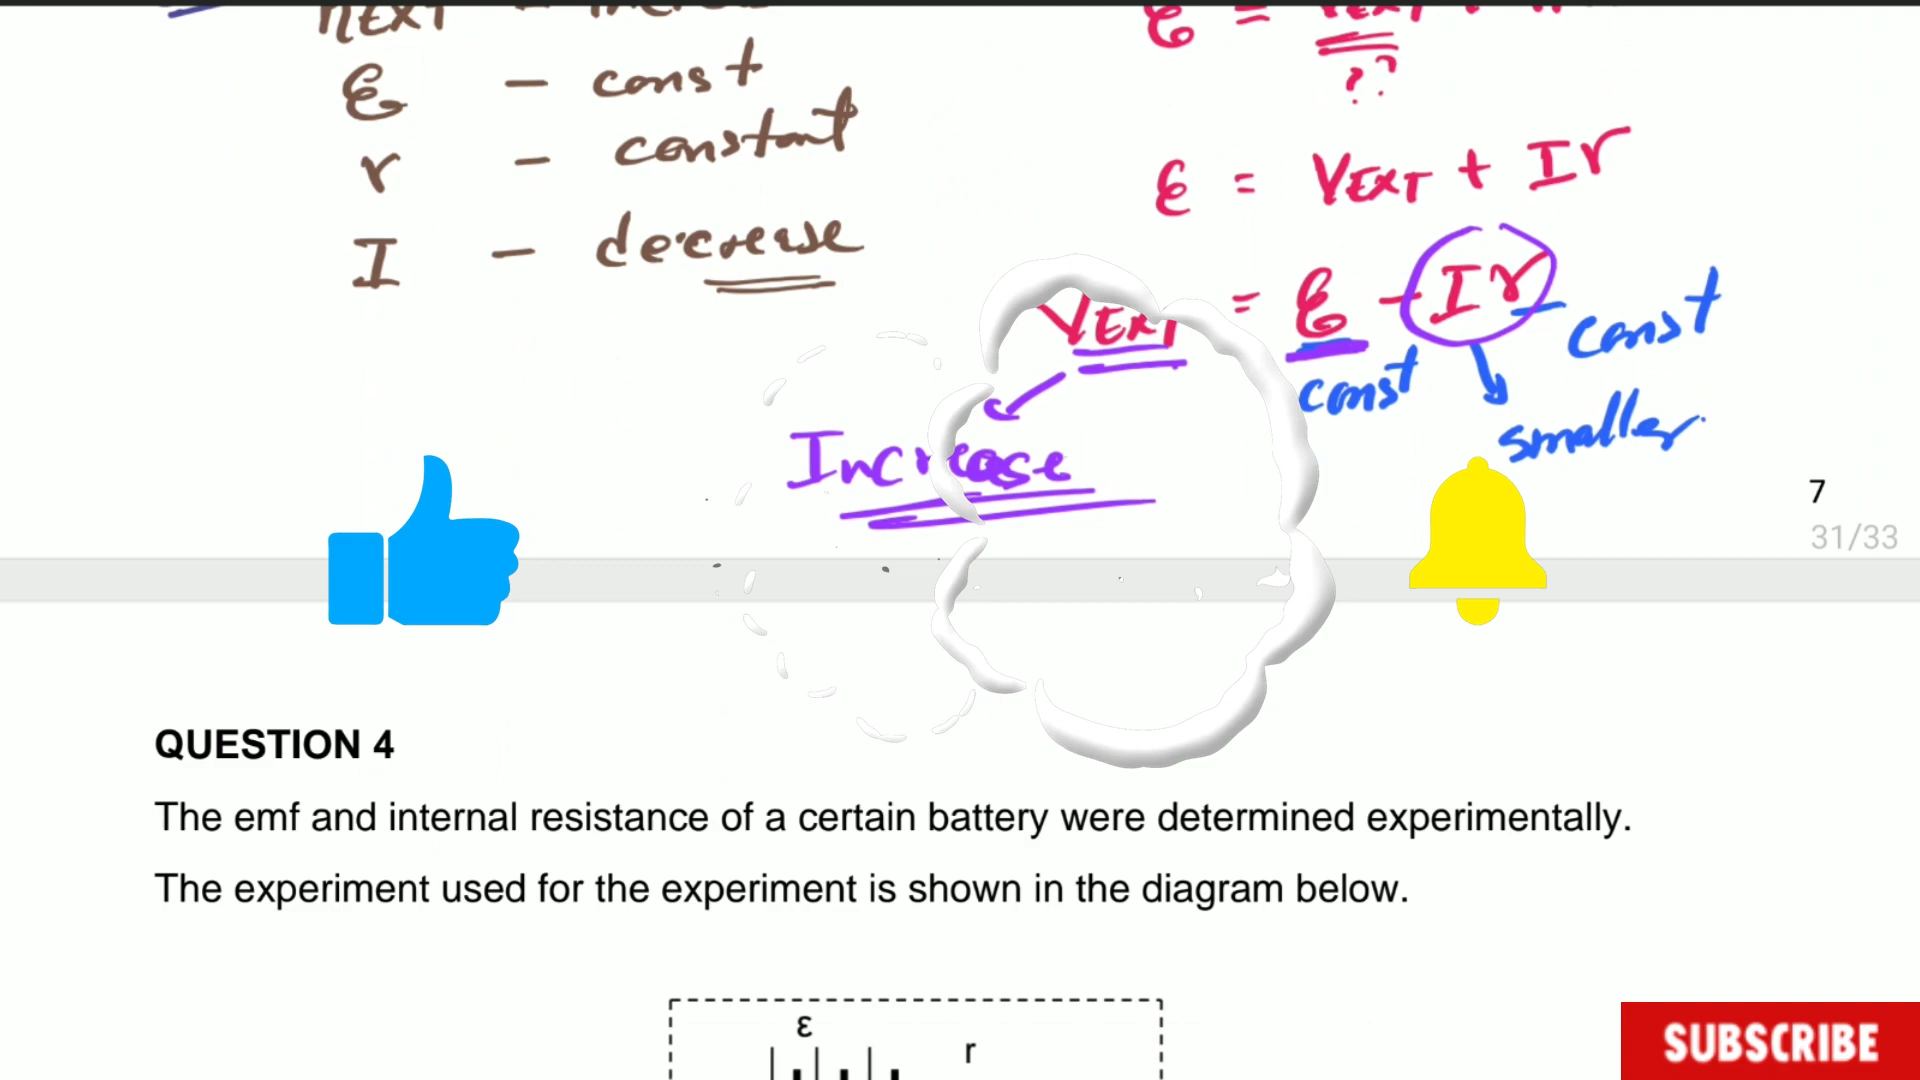 REXT
ε = VEXT
??
ε – const
r – constant
I – decrease
ε = VEXT + Ir
VEXT = ε – Ir
const
const
smaller
Increase
7
31/33
QUESTION 4
The emf and internal resistance of a certain battery were determined experimentally.
The experiment used for the experiment is shown in the diagram below.
ε
r
SUBSCRIBE